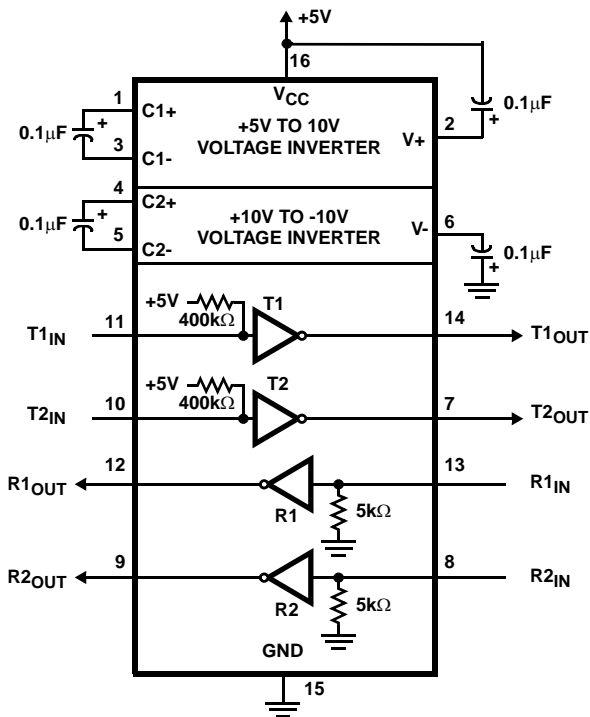 +5V
16
VCC
1
C1+
+
0.1μF
3
C1-
+5V TO 10V
VOLTAGE INVERTER
2
V+
0.1μF
+
4
C2+
+
0.1μF
5
C2-
+10V TO -10V
VOLTAGE INVERTER
V-
6
0.1μF
+
+5V
400kΩ
T1
T1IN
11
14
T1OUT
+5V
400kΩ
T2
T2IN
10
7
T2OUT
R1OUT
12
R1
5kΩ
13
R1IN
R2OUT
9
R2
5kΩ
8
R2IN
GND
15